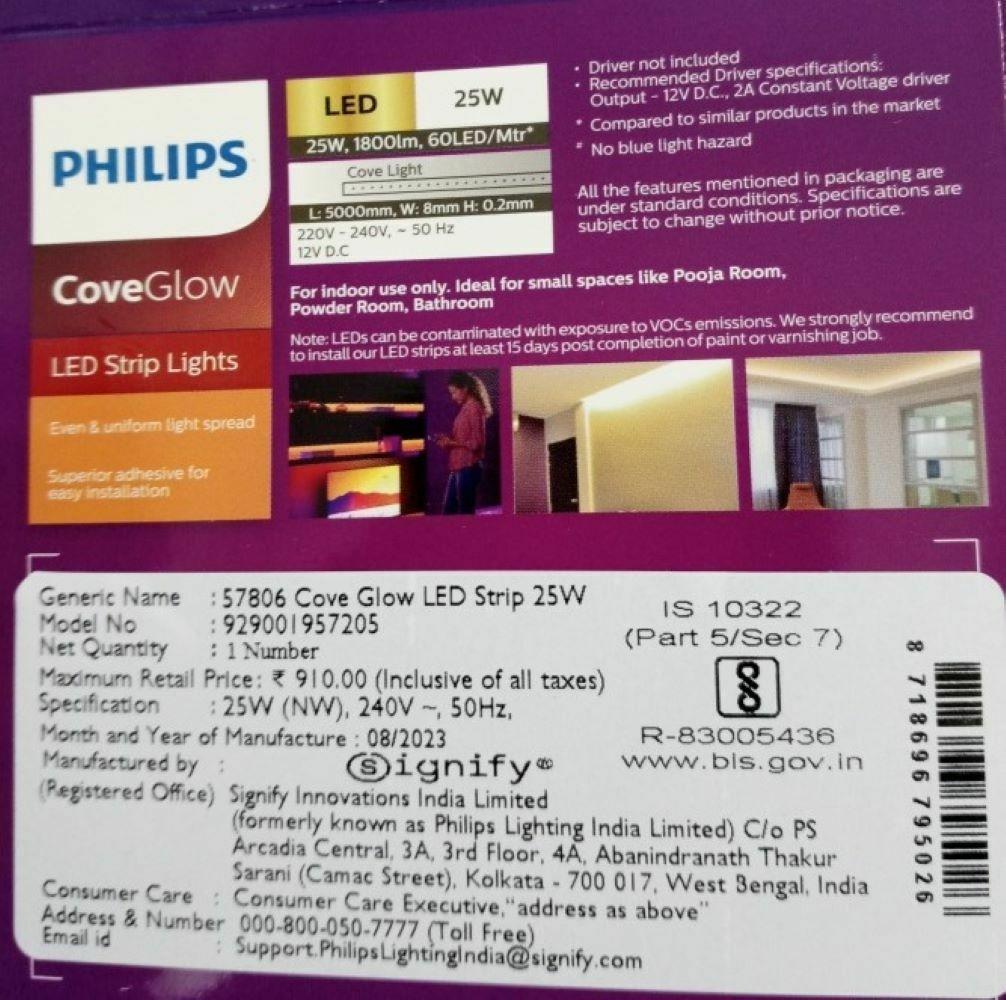 PHILIPS
CoveGlow
LED Strip Lights
Even & uniform light spread
Superior adhesive for
easy installation
LED 25W
25W, 1800lm, 60LED/Mtr*
Cove Light
L: 5000mm, W: 8mm H: 0.2mm
220V - 240V, ~ 50 Hz
12V D.C
• Driver not included
• Recommended Driver specifications:
Output - 12V D.C., 2A Constant Voltage driver
* Compared to similar products in the market
# No blue light hazard
All the features mentioned in packaging are
under standard conditions. Specifications are
subject to change without prior notice.
For indoor use only. Ideal for small spaces like Pooja Room,
Powder Room, Bathroom
Note: LEDs can be contaminated with exposure to VOCs emissions. We strongly recommend
to install our LED strips at least 15 days post completion of paint or varnishing job.
Generic Name : 57806 Cove Glow LED Strip 25W
Model No : 929001957205
Net Quantity : 1 Number
Maximum Retail Price: ₹ 910.00 (Inclusive of all taxes)
Specification : 25W (NW), 240V ~, 50Hz,
Month and Year of Manufacture : 08/2023
Manufactured by : Signify®
(Registered Office) Signify Innovations India Limited
(formerly known as Philips Lighting India Limited) C/o PS
Arcadia Central, 3A, 3rd Floor, 4A, Abanindranath Thakur
Sarani (Camac Street), Kolkata - 700 017, West Bengal, India
Consumer Care : Consumer Care Executive,"address as above"
Address & Number 000-800-050-7777 (Toll Free)
Email id : Support.PhilipsLightingIndia@signify.com
IS 10322
(Part 5/Sec 7)
R-83005436
www.bis.gov.in
8 718696 795026